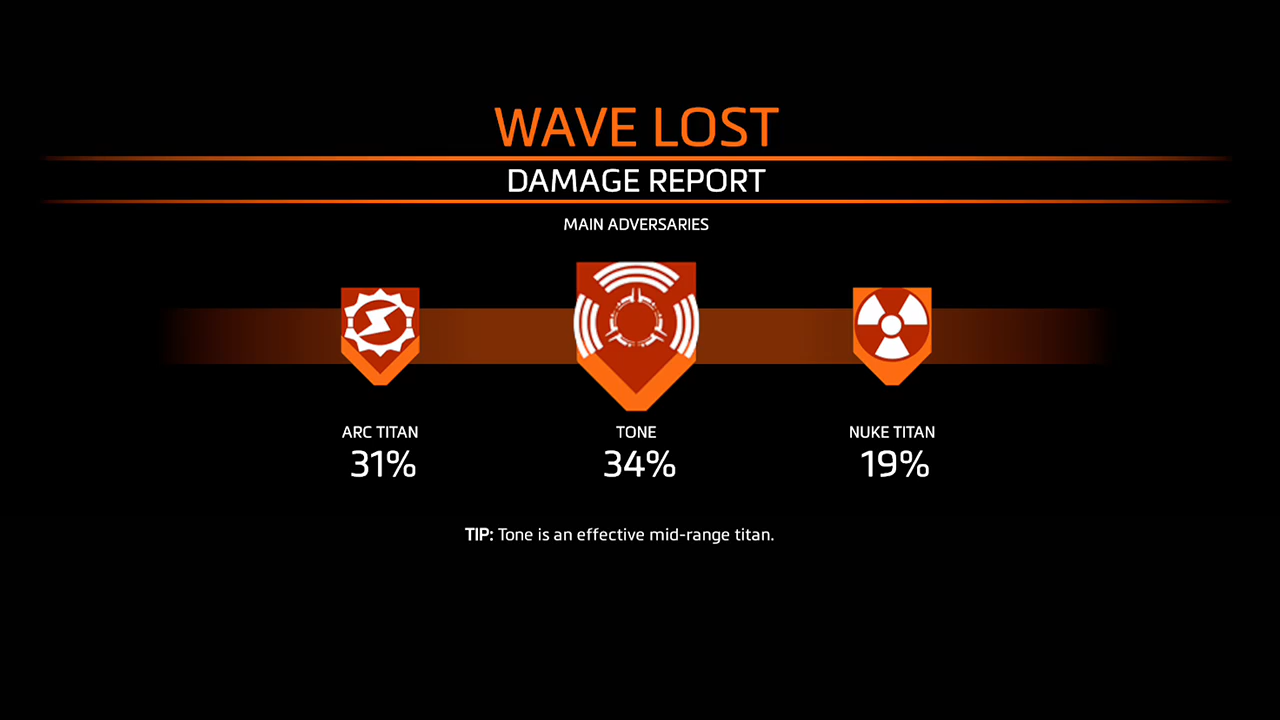 WAVE LOST
DAMAGE REPORT
MAIN ADVERSARIES
ARC TITAN
31%
TONE
34%
NUKE TITAN
19%
TIP: Tone is an effective mid-range titan.